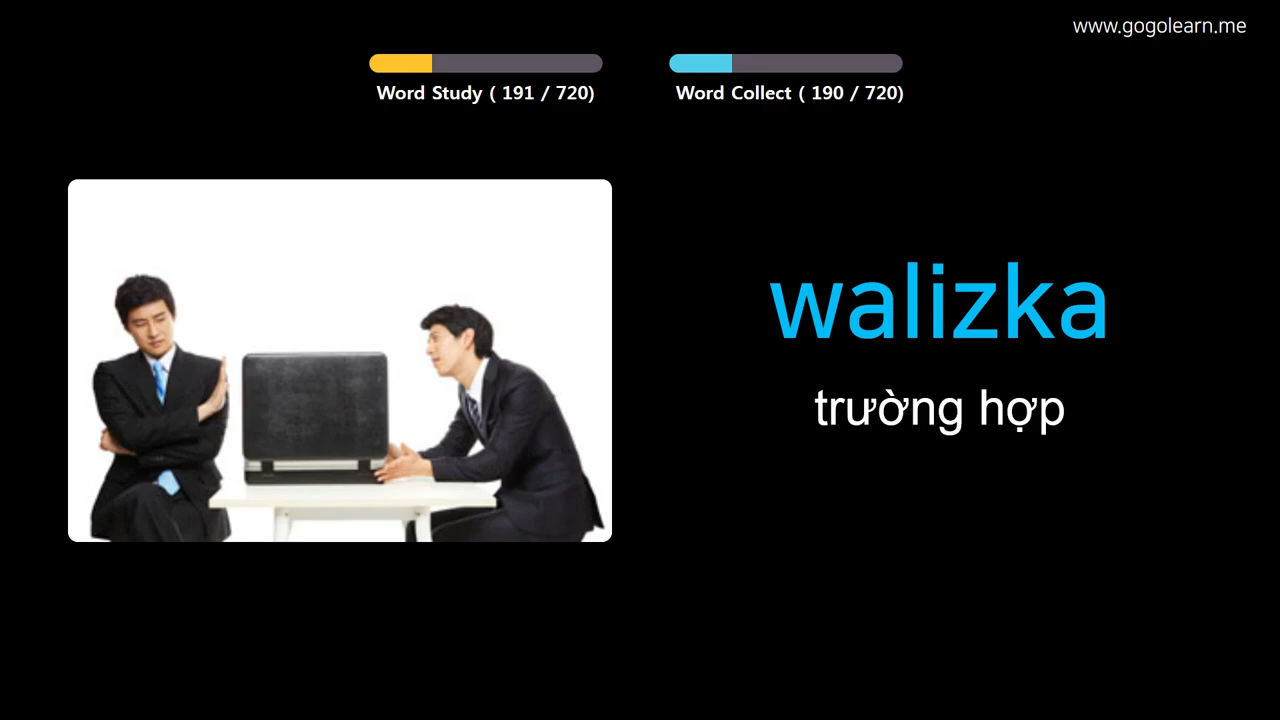 www.gogolearn.me
Word Study ( 191 / 720)
Word Collect ( 190 / 720)
walizka
trường hợp